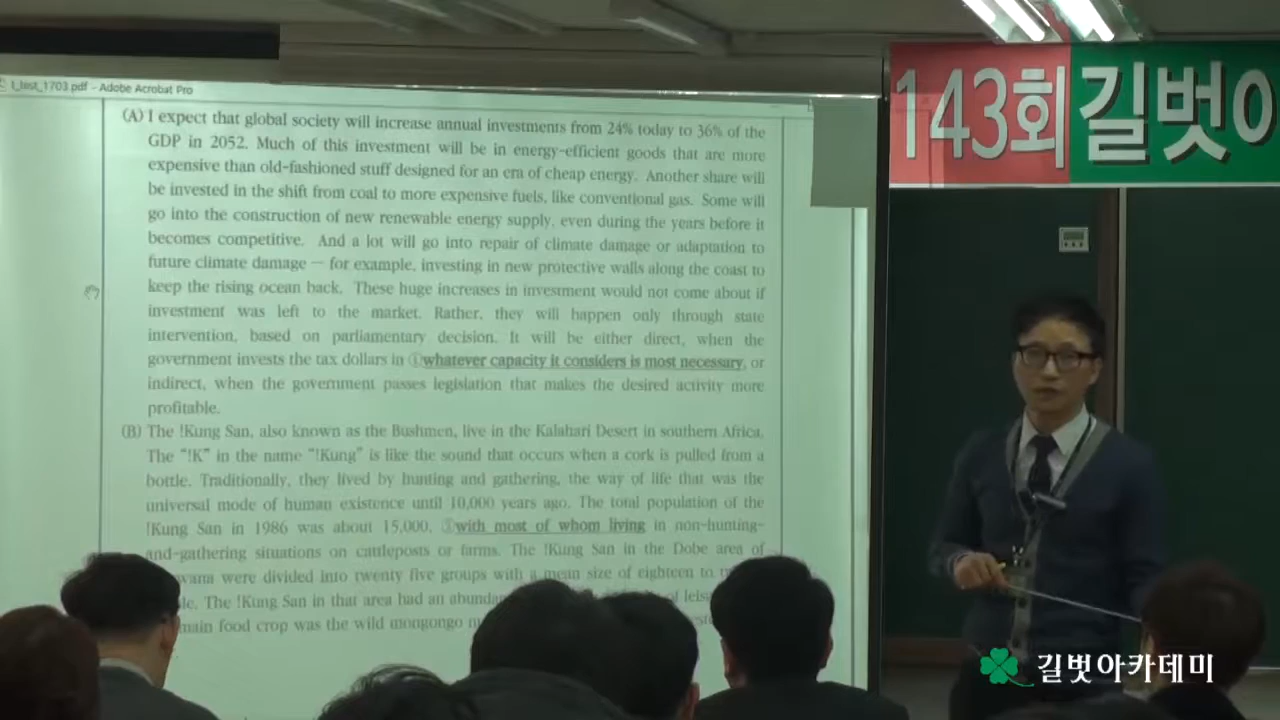 t_test_1703.pdf - Adobe Acrobat Pro
143회 길벗아
(A) I expect that global society will increase annual investments from 24% today to 36% of the
GDP in 2052. Much of this investment will be in energy-efficient goods that are more
expensive than old-fashioned stuff designed for an era of cheap energy. Another share will
be invested in the shift from coal to more expensive fuels, like conventional gas. Some will
go into the construction of new renewable energy supply, even during the years before it
becomes competitive. And a lot will go into repair of climate damage or adaptation to
future climate damage — for example, investing in new protective walls along the coast to
keep the rising ocean back. These huge increases in investment would not come about if
investment was left to the market. Rather, they will happen only through state
intervention, based on parliamentary decision. It will be either direct, when the
government invests the tax dollars in ①whatever capacity it considers is most necessary, or
indirect, when the government passes legislation that makes the desired activity more
profitable.
(B) The !Kung San, also known as the Bushmen, live in the Kalahari Desert in southern Africa.
The “!K” in the name “!Kung” is like the sound that occurs when a cork is pulled from a
bottle. Traditionally, they lived by hunting and gathering, the way of life that was the
universal mode of human existence until 10,000 years ago. The total population of the
!Kung San in 1986 was about 15,000, ②with most of whom living in non-hunting-
and-gathering situations on cattleposts or farms. The !Kung San in the Dobe area of
wana were divided into twenty five groups with a mean size of eighteen to
le. The !Kung San in that area had an abundan of leis
main food crop was the wild mongongo nu
길벗아카데미